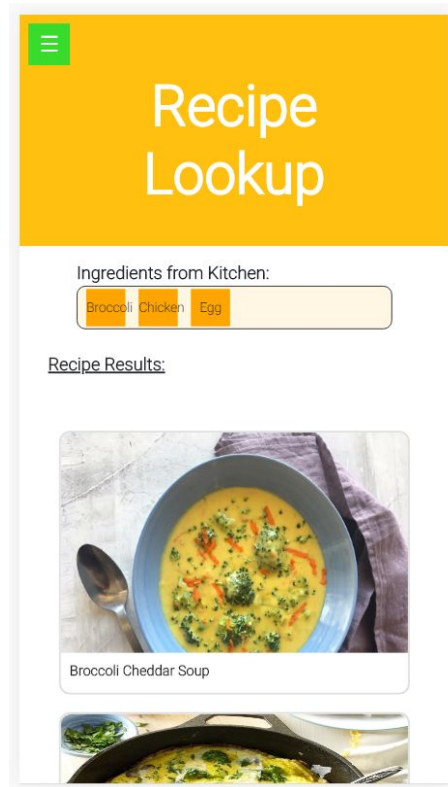 Recipe
Lookup
Ingredients from Kitchen:
Broccoli Chicken Egg
Recipe Results:
Broccoli Cheddar Soup